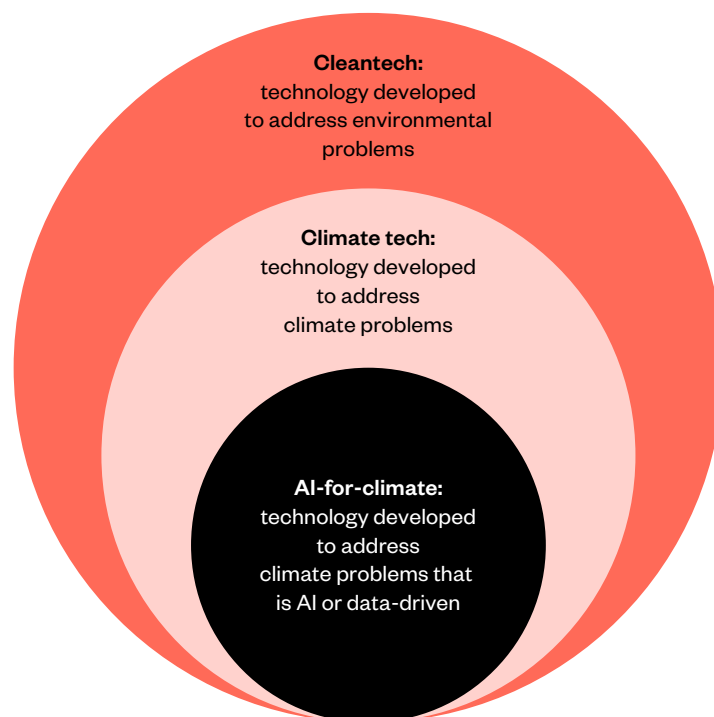 Cleantech:
technology developed
to address environmental
problems
Climate tech:
technology developed
to address
climate problems
AI-for-climate:
technology developed
to address
climate problems that
is AI or data-driven